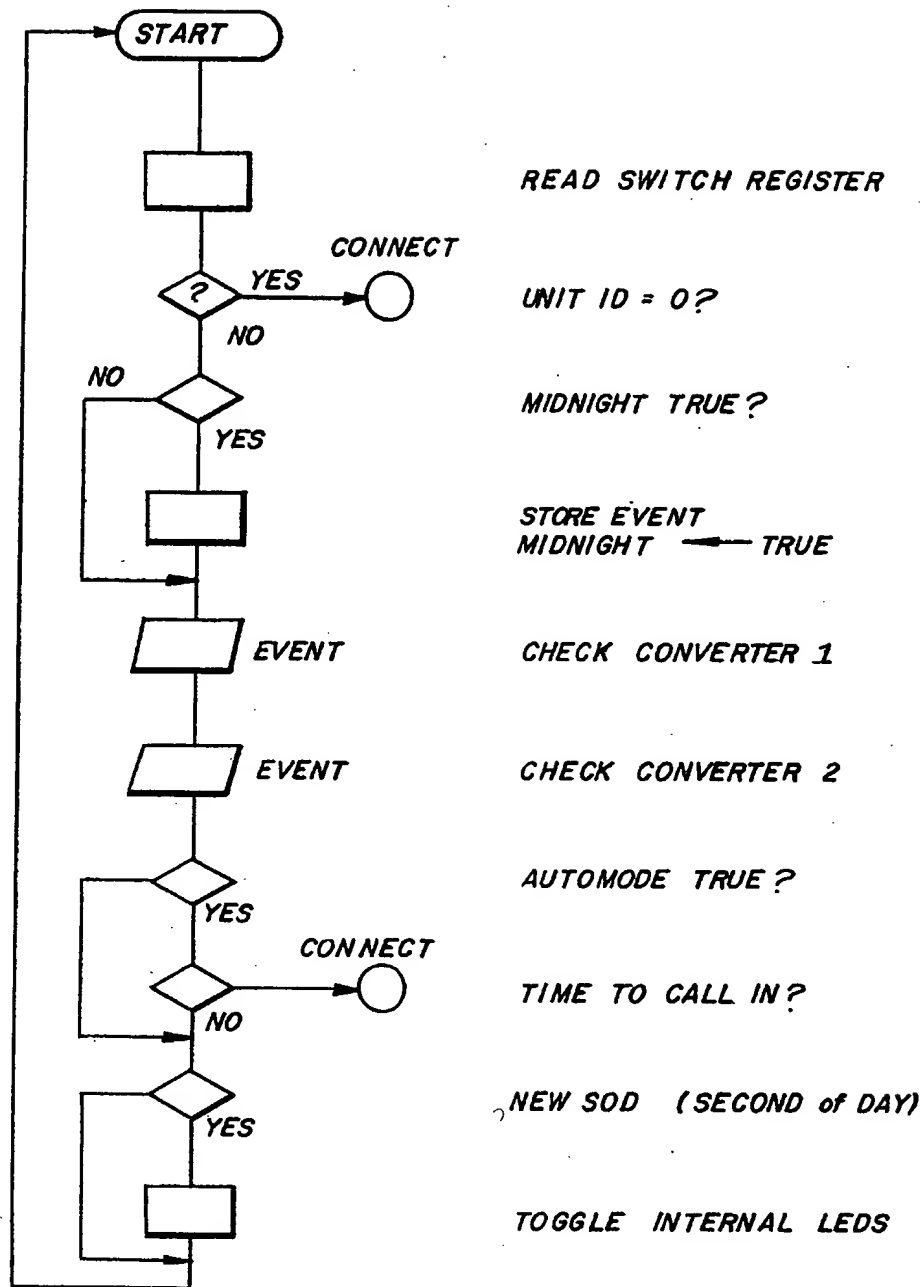 START
READ SWITCH REGISTER
CONNECT
? YES UNIT ID = 0?
NO
NO MIDNIGHT TRUE?
YES
STORE EVENT
MIDNIGHT ← TRUE
EVENT CHECK CONVERTER 1
EVENT CHECK CONVERTER 2
AUTOMODE TRUE?
YES
CONNECT
TIME TO CALL IN?
NO
NEW SOD (SECOND of DAY)
YES
TOGGLE INTERNAL LEDS